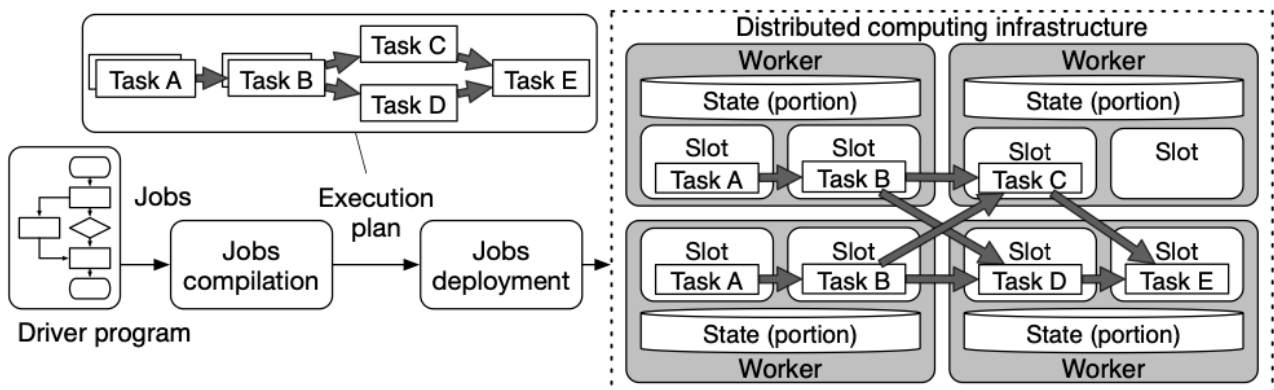 Task A
Task B
Task C
Task D
Task E
Driver program
Jobs
Jobs
compilation
Execution
plan
Jobs
deployment
Distributed computing infrastructure
Worker
State (portion)
Slot
Task A
Slot
Task B
Worker
State (portion)
Slot
Task C
Slot
Slot
Task A
Slot
Task B
State (portion)
Worker
Slot
Task D
Slot
Task E
State (portion)
Worker